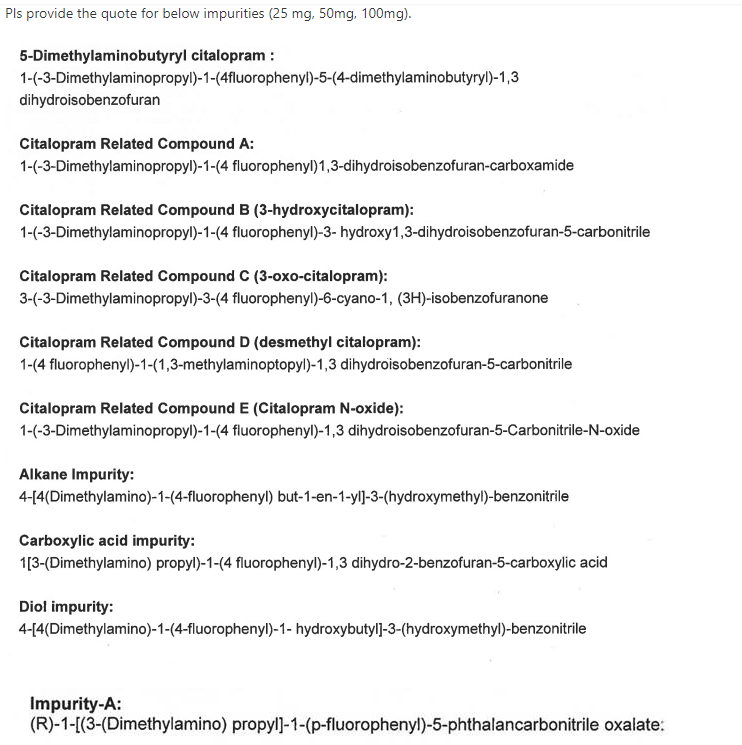 Pls provide the quote for below impurities (25 mg, 50mg, 100mg).
5-Dimethylaminobutyryl citalopram :
1-(-3-Dimethylaminopropyl)-1-(4fluorophenyl)-5-(4-dimethylaminobutyryl)-1,3
dihydroisobenzofuran
Citalopram Related Compound A:
1-(-3-Dimethylaminopropyl)-1-(4 fluorophenyl)1,3-dihydroisobenzofuran-carboxamide
Citalopram Related Compound B (3-hydroxycitalopram):
1-(-3-Dimethylaminopropyl)-1-(4 fluorophenyl)-3- hydroxy1,3-dihydroisobenzofuran-5-carbonitrile
Citalopram Related Compound C (3-oxo-citalopram):
3-(-3-Dimethylaminopropyl)-3-(4 fluorophenyl)-6-cyano-1, (3H)-isobenzofuranone
Citalopram Related Compound D (desmethyl citalopram):
1-(4 fluorophenyl)-1-(1,3-methylaminoptopyl)-1,3 dihydroisobenzofuran-5-carbonitrile
Citalopram Related Compound E (Citalopram N-oxide):
1-(-3-Dimethylaminopropyl)-1-(4 fluorophenyl)-1,3 dihydroisobenzofuran-5-Carbonitrile-N-oxide
Alkane Impurity:
4-[4(Dimethylamino)-1-(4-fluorophenyl) but-1-en-1-yl]-3-(hydroxymethyl)-benzonitrile
Carboxylic acid impurity:
1[3-(Dimethylamino) propyl)-1-(4 fluorophenyl)-1,3 dihydro-2-benzofuran-5-carboxylic acid
Diol impurity:
4-[4(Dimethylamino)-1-(4-fluorophenyl)-1- hydroxybutyl]-3-(hydroxymethyl)-benzonitrile
Impurity-A:
(R)-1-[(3-(Dimethylamino) propyl]-1-(p-fluorophenyl)-5-phthalancarbonitrile oxalate: